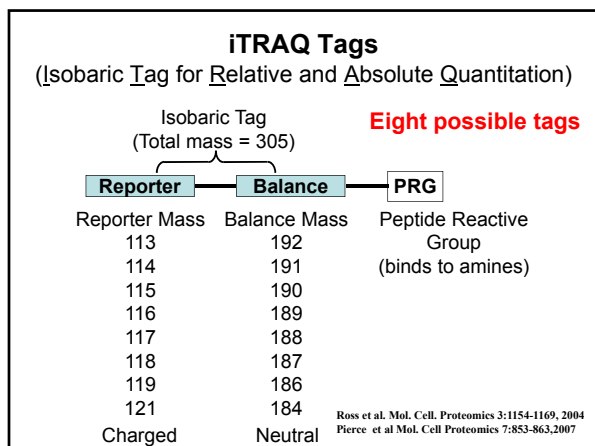 iTRAQ Tags
(Isobaric Tag for Relative and Absolute Quantitation)
Isobaric Tag
(Total mass = 305)
Eight possible tags
Reporter
Balance
PRG
Reporter Mass
113
114
115
116
117
118
119
121
Charged
Balance Mass
192
191
190
189
188
187
186
184
Neutral
Peptide Reactive
Group
(binds to amines)
Ross et al. Mol. Cell. Proteomics 3:1154-1169, 2004
Pierce et al Mol. Cell Proteomics 7:853-863,2007